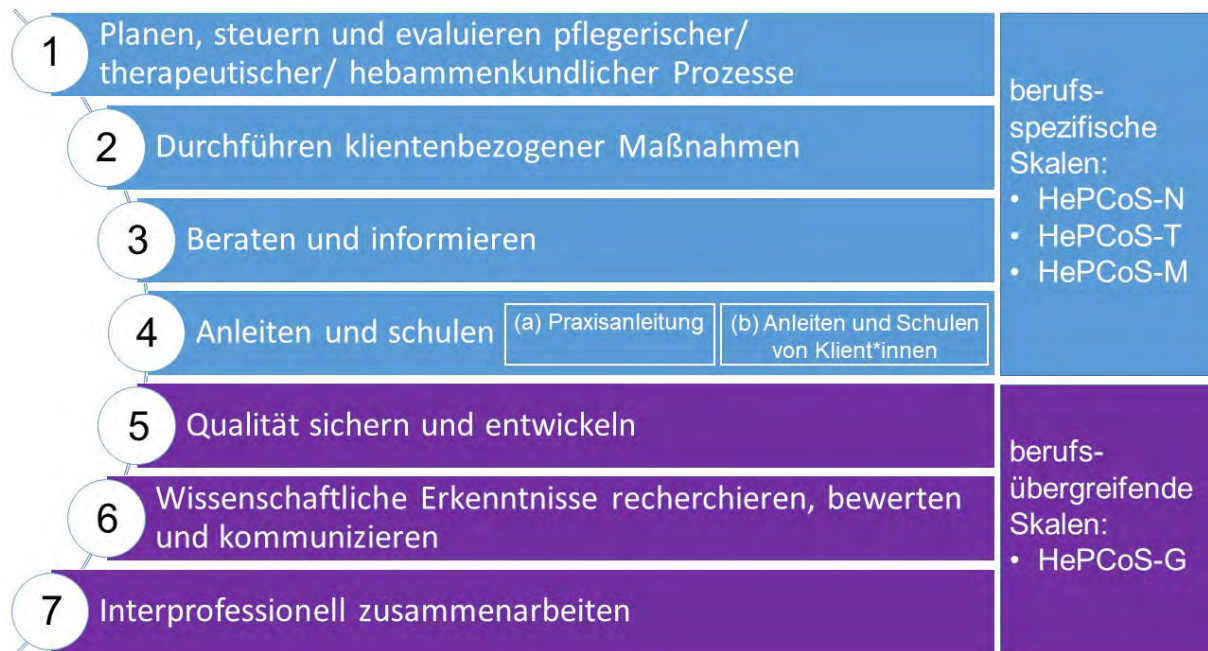 1
Planen, steuern und evaluieren pflegerischer/
therapeutischer/ hebammenkundlicher Prozesse
2
Durchführen klientenbezogener Maßnahmen
3
Beraten und informieren
4
Anleiten und schulen
(a) Praxisanleitung
(b) Anleiten und Schulen
von Klient*innen
5
Qualität sichern und entwickeln
6
Wissenschaftliche Erkenntnisse recherchieren, bewerten
und kommunizieren
7
Interprofessionell zusammenarbeiten
berufs-
spezifische
Skalen:
• HePCoS-N
• HePCoS-T
• HePCoS-M
berufs-
übergreifende
Skalen:
• HePCoS-G